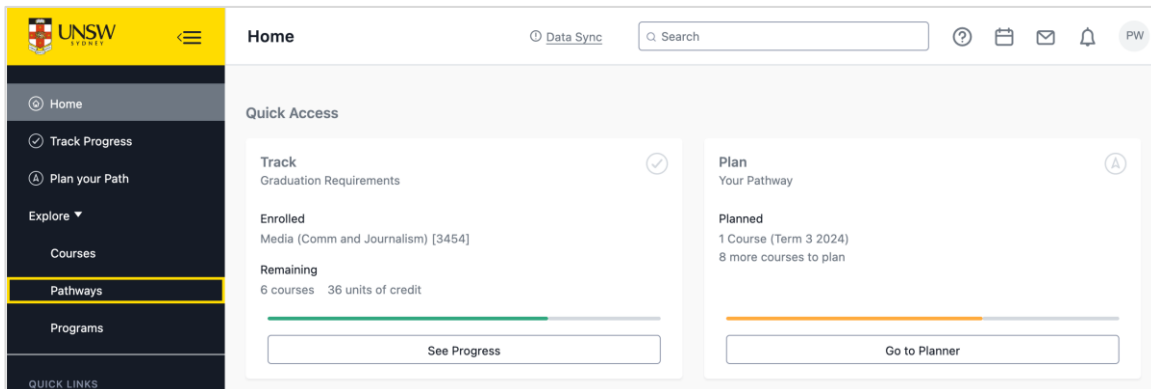 UNSW
SYDNEY
Home
Data Sync
Search
PW
Home
Track Progress
Plan your Path
Explore
Courses
Pathways
Programs
QUICK LINKS
Quick Access
Track
Graduation Requirements
Enrolled
Media (Comm and Journalism) [3454]
Remaining
6 courses 36 units of credit
See Progress
Plan
Your Pathway
Planned
1 Course (Term 3 2024)
8 more courses to plan
Go to Planner